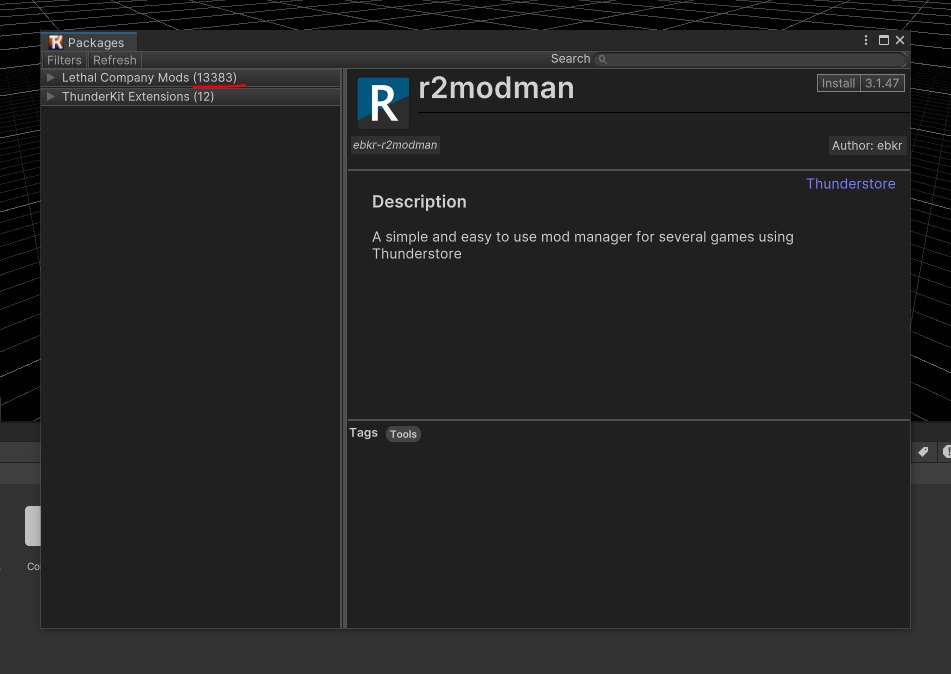 Packages
Filters Refresh Search
Lethal Company Mods (13383)
ThunderKit Extensions (12)
R
r2modman
Install 3.1.47
ebkr-r2modman
Author: ebkr
Thunderstore
Description
A simple and easy to use mod manager for several games using
Thunderstore
Tags Tools
Co